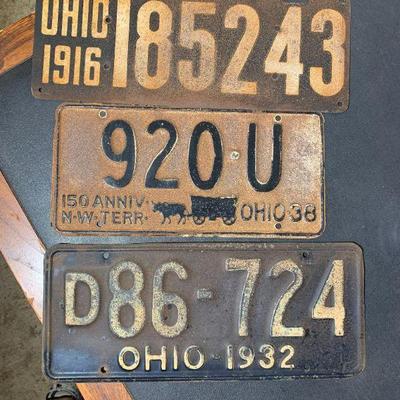 OHIO 185243
1916
920-U
150 ANNIV.
N.W. TERR. OHIO 38
D86-724
OHIO-1932